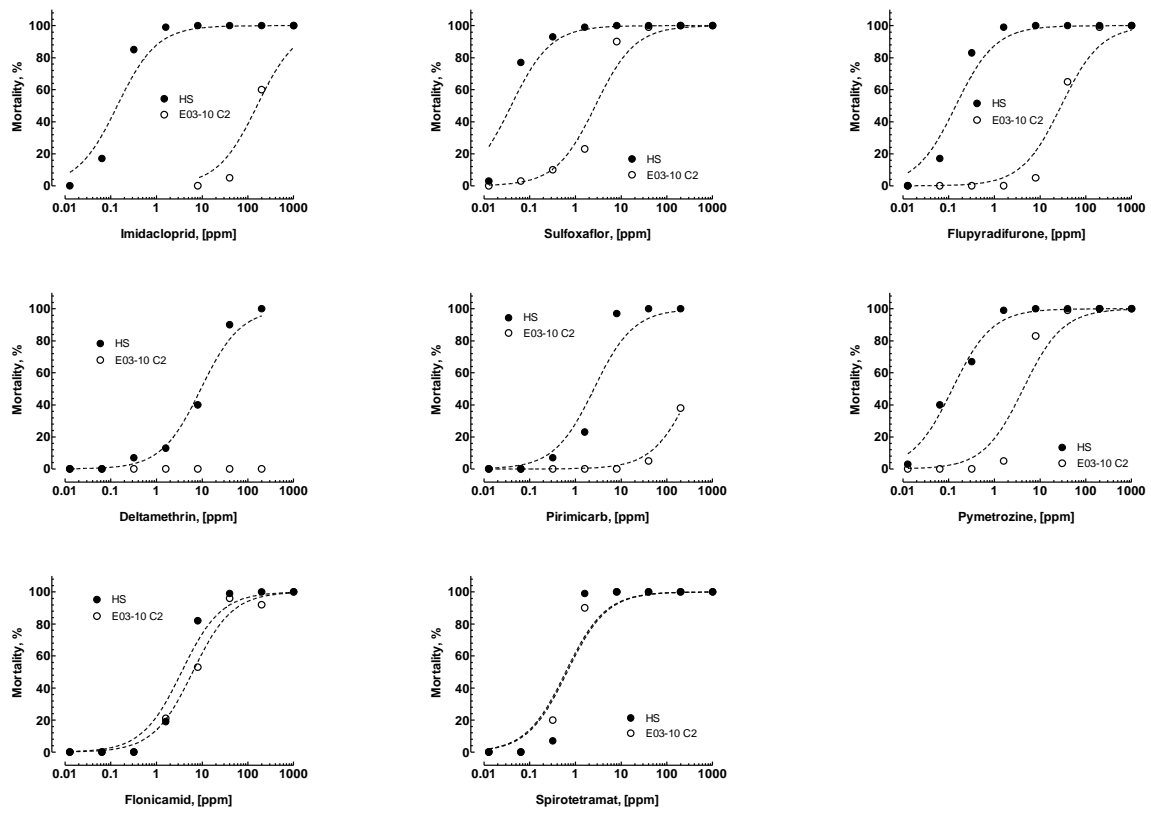 Mortality, %
100
80
60
40
20
0
HS
E03-10 C2
0.01 0.1 1 10 100 1000
Imidacloprid, [ppm]
Mortality, %
100
80
60
40
20
0
HS
E03-10 C2
0.01 0.1 1 10 100 1000
Sulfoxaflor, [ppm]
Mortality, %
100
80
60
40
20
0
HS
E03-10 C2
0.01 0.1 1 10 100 1000
Flupyradifurone, [ppm]
Mortality, %
100
80
60
40
20
0
HS
E03-10 C2
0.01 0.1 1 10 100 1000
Deltamethrin, [ppm]
Mortality, %
100
80
60
40
20
0
HS
E03-10 C2
0.01 0.1 1 10 100 1000
Pirimicarb, [ppm]
Mortality, %
100
80
60
40
20
0
HS
E03-10 C2
0.01 0.1 1 10 100 1000
Pymetrozine, [ppm]
Mortality, %
100
80
60
40
20
0
HS
E03-10 C2
0.01 0.1 1 10 100 1000
Flonicamid, [ppm]
Mortality, %
100
80
60
40
20
0
HS
E03-10 C2
0.01 0.1 1 10 100 1000
Spirotetramat, [ppm]